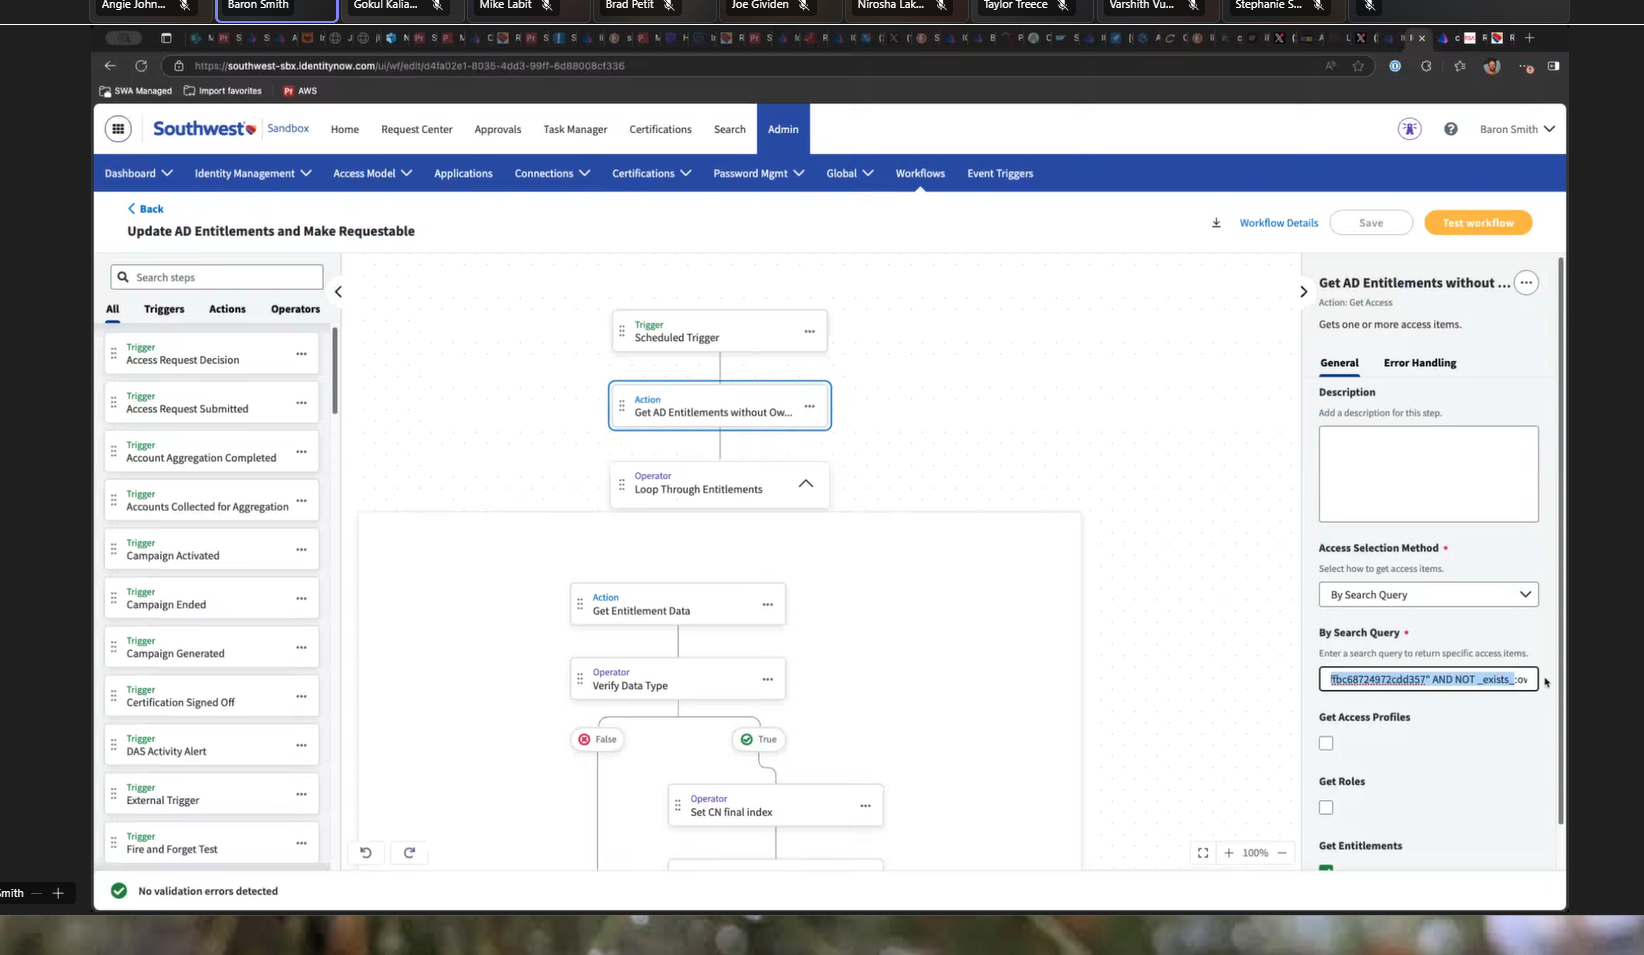 Angie John...
Baron Smith
Gokul Kalia...
Mike Labit
Brad Petit
Joe Gividen
Nirosha Lak...
Taylor Treece
Varshith Vu...
Stephanie S...
https://southwest-sbx.identitynow.com/ui/wf/edit/d4fa02e1-8035-4dd3-99ff-6d88008cf336
SWA Managed
Import favorites
AWS
Southwest
Sandbox
Home
Request Center
Approvals
Task Manager
Certifications
Search
Admin
Baron Smith
Dashboard
Identity Management
Access Model
Applications
Connections
Certifications
Password Mgmt
Global
Workflows
Event Triggers
Back
Update AD Entitlements and Make Requestable
Workflow Details
Save
Test workflow
Search steps
All
Triggers
Actions
Operators
Trigger
Access Request Decision
Trigger
Access Request Submitted
Trigger
Account Aggregation Completed
Trigger
Accounts Collected for Aggregation
Trigger
Campaign Activated
Trigger
Campaign Ended
Trigger
Campaign Generated
Trigger
Certification Signed Off
Trigger
DAS Activity Alert
Trigger
External Trigger
Trigger
Fire and Forget Test
Trigger
Scheduled Trigger
Action
Get AD Entitlements without Ow...
Operator
Loop Through Entitlements
Action
Get Entitlement Data
Operator
Verify Data Type
False
True
Operator
Set CN final index
100%
Get AD Entitlements without ...
Action: Get Access
Gets one or more access items.
General
Error Handling
Description
Add a description for this step.
Access Selection Method
Select how to get access items.
By Search Query
By Search Query
Enter a search query to return specific access items.
fbc68724972cdd357" AND NOT _exists_:ov
Get Access Profiles
Get Roles
Get Entitlements
No validation errors detected
Smith